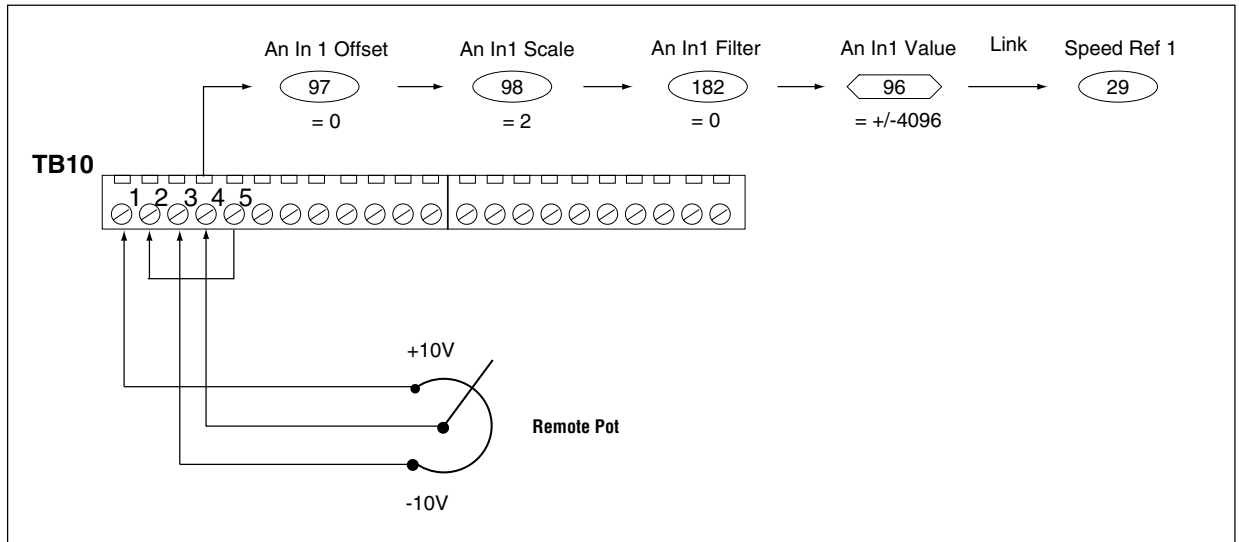 An In 1 Offset An In1 Scale An In1 Filter An In1 Value Link Speed Ref 1
97 98 182 96 29
= 0 = 2 = 0 = +/-4096
TB10
1 2 3 4 5
+10V
Remote Pot
-10V